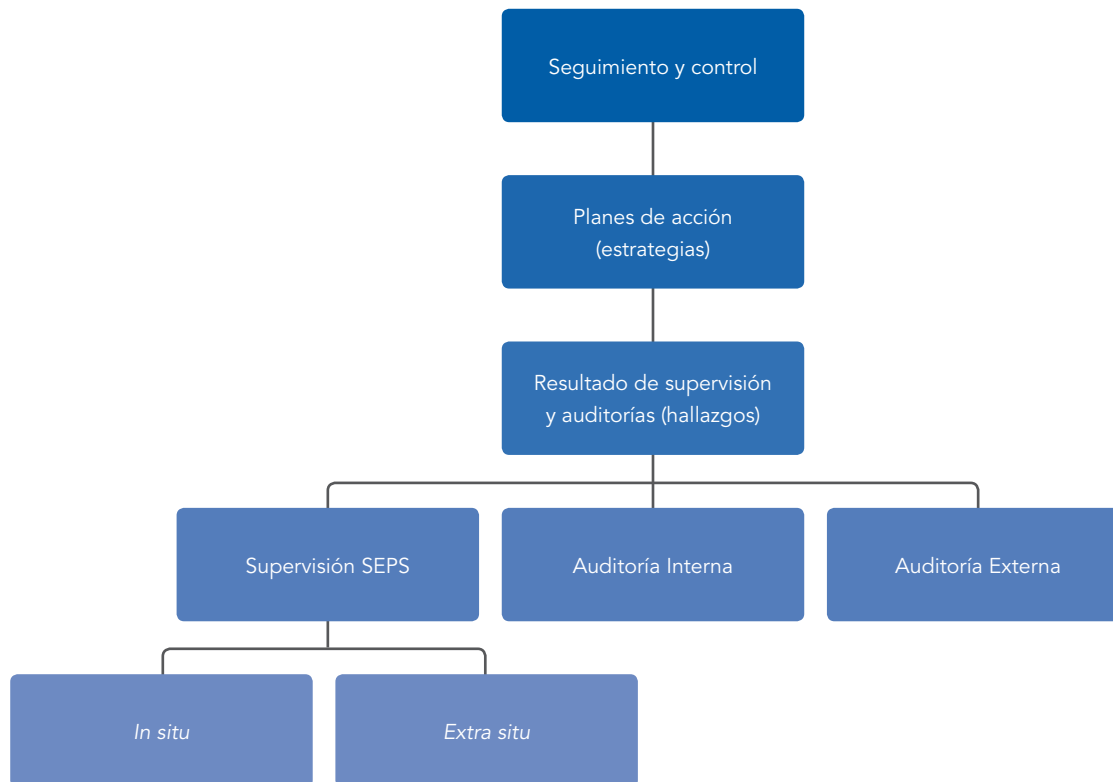 Seguimiento y control
Planes de acción
(estrategias)
Resultado de supervisión
y auditorías (hallazgos)
Supervisión SEPS
Auditoría Interna
Auditoría Externa
In situ
Extra situ